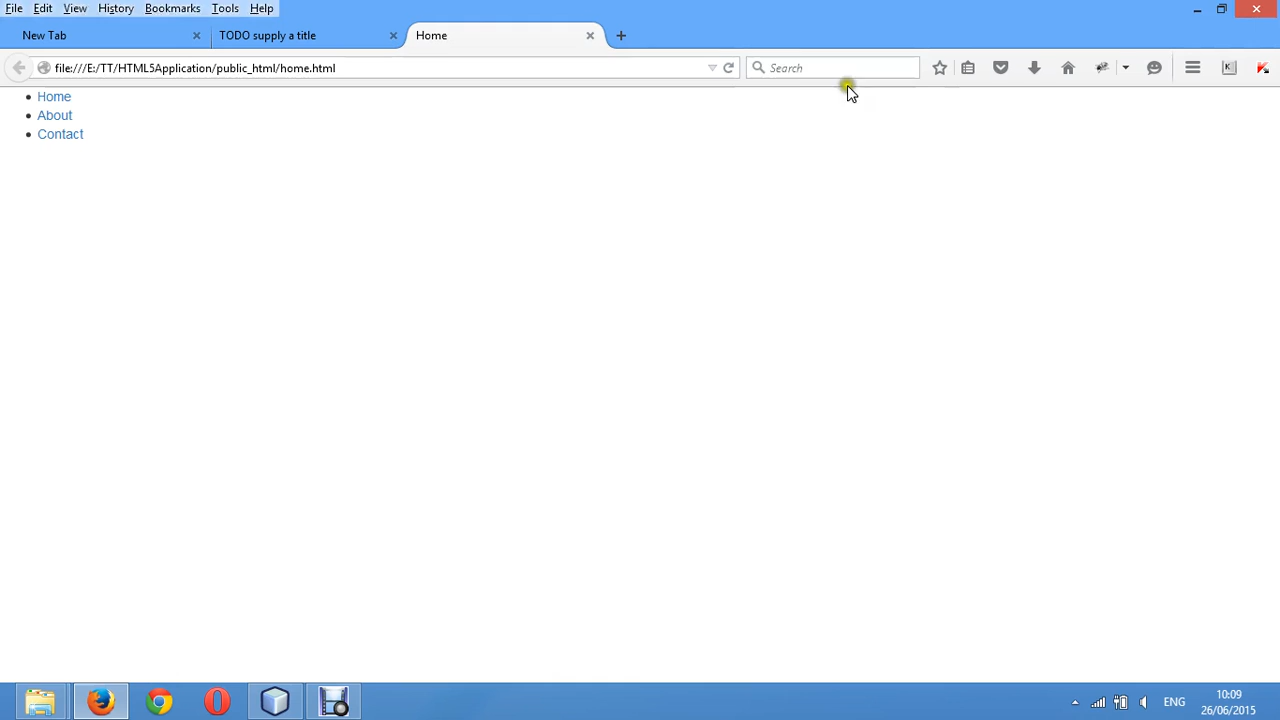 File Edit View History Bookmarks Tools Help
New Tab TODO supply a title Home
file:///E:/TT/HTML5Application/public_html/home.html Search
Home
About
Contact
ENG
10:09
26/06/2015